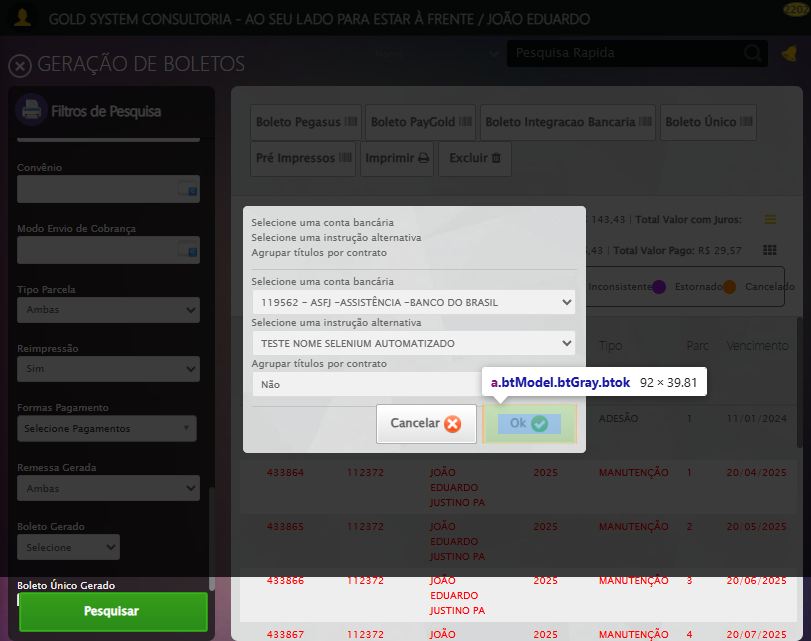 GOLD SYSTEM CONSULTORIA - AO SEU LADO PARA ESTAR À FRENTE / JOÃO EDUARDO
2202
GERAÇÃO DE BOLETOS
Pesquisa Rapida
Filtros de Pesquisa
Convênio
Modo Envio de Cobrança
Tipo Parcela
Ambas
Reimpressão
Sim
Formas Pagamento
Selecione Pagamentos
Remessa Gerada
Ambas
Boleto Gerado
Selecione
Boleto Único Gerado
Pesquisar
Boleto Pegasus
Boleto PayGold
Boleto Integracao Bancaria
Boleto Único
Pré Impressos
Imprimir
Excluir
143,43 | Total Valor com Juros:
,43 | Total Valor Pago: R$ 29,57
Inconsistente
Estornado
Cancelado
Selecione uma conta bancária
Selecione uma instrução alternativa
Agrupar títulos por contrato
Selecione uma conta bancária
119562 - ASFJ -ASSISTÊNCIA -BANCO DO BRASIL
Selecione uma instrução alternativa
TESTE NOME SELENIUM AUTOMATIZADO
Agrupar títulos por contrato
Não
a.btModel.btGray.btok 92 × 39.81
Cancelar
Ok
Tipo Parc Vencimento
ADESÃO 1 11/01/2024
433864 112372 JOÃO 2025 MANUTENÇÃO 1 20/04/2025
EDUARDO
JUSTINO PA
433865 112372 JOÃO 2025 MANUTENÇÃO 2 20/05/2025
EDUARDO
JUSTINO PA
433866 112372 JOÃO 2025 MANUTENÇÃO 3 20/06/2025
EDUARDO
JUSTINO PA
433867 112372 JOÃO 2025 MANUTENÇÃO 4 20/07/2025